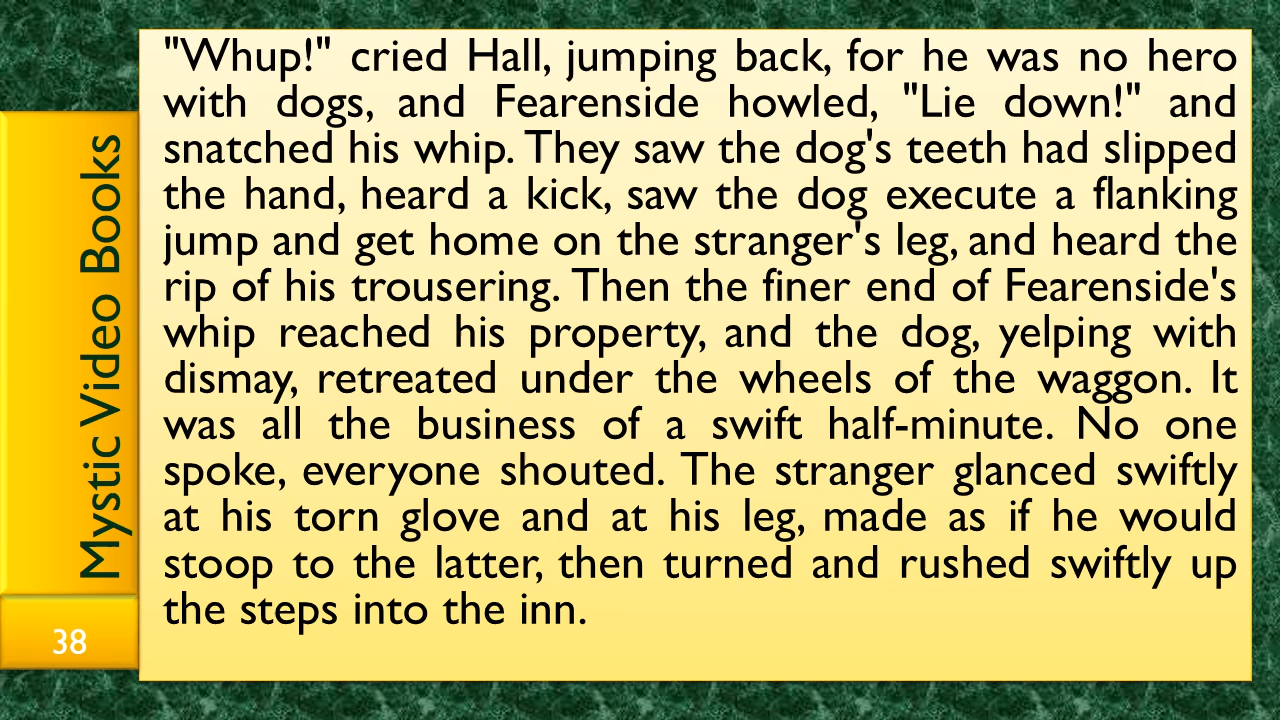 "Whup!" cried Hall, jumping back, for he was no hero
with dogs, and Fearenside howled, "Lie down!" and
snatched his whip. They saw the dog's teeth had slipped
the hand, heard a kick, saw the dog execute a flanking
jump and get home on the stranger's leg, and heard the
rip of his trousering. Then the finer end of Fearenside's
whip reached his property, and the dog, yelping with
dismay, retreated under the wheels of the waggon. It
was all the business of a swift half-minute. No one
spoke, everyone shouted. The stranger glanced swiftly
at his torn glove and at his leg, made as if he would
stoop to the latter, then turned and rushed swiftly up
the steps into the inn.
Mystic Video Books
38